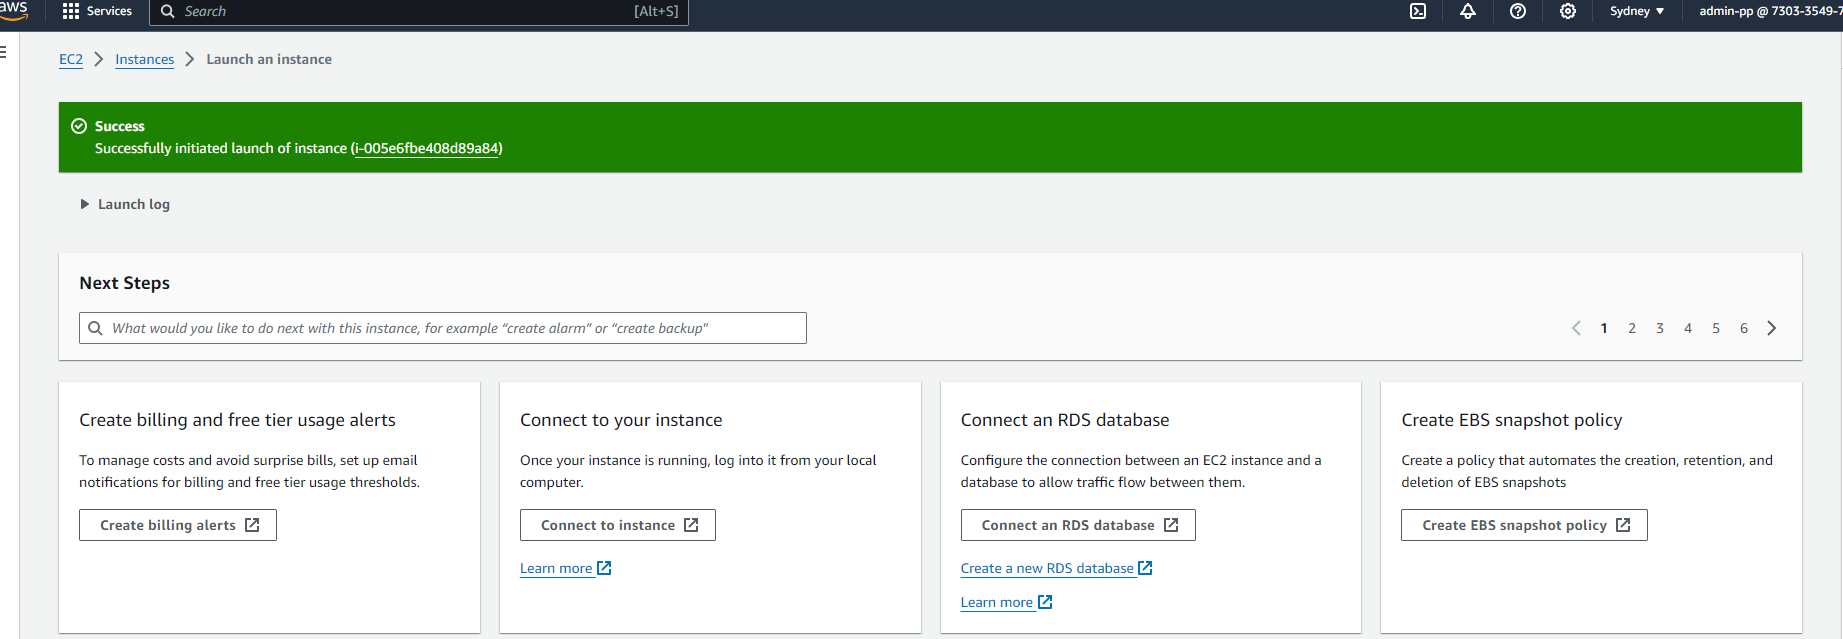 aws
Services
Search
[Alt+S]
Sydney
admin-pp @ 7303-3549-7
EC2
Instances
Launch an instance
Success
Successfully initiated launch of instance (i-005e6fbe408d89a84)
Launch log
Next Steps
What would you like to do next with this instance, for example “create alarm” or “create backup”
1 2 3 4 5 6
Create billing and free tier usage alerts
To manage costs and avoid surprise bills, set up email
notifications for billing and free tier usage thresholds.
Create billing alerts
Connect to your instance
Once your instance is running, log into it from your local
computer.
Connect to instance
Learn more
Connect an RDS database
Configure the connection between an EC2 instance and a
database to allow traffic flow between them.
Connect an RDS database
Create a new RDS database
Learn more
Create EBS snapshot policy
Create a policy that automates the creation, retention, and
deletion of EBS snapshots
Create EBS snapshot policy